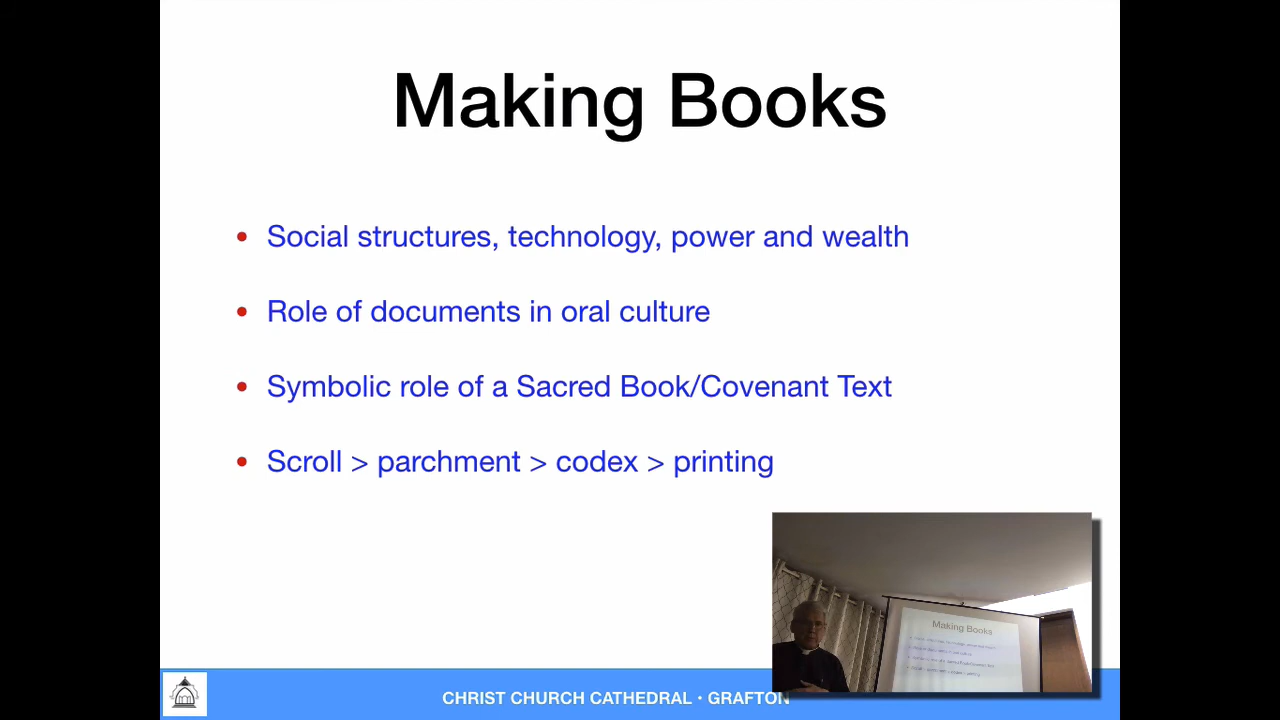 Making Books
• Social structures, technology, power and wealth
• Role of documents in oral culture
• Symbolic role of a Sacred Book/Covenant Text
• Scroll > parchment > codex > printing
Making Books
CHRIST CHURCH CATHEDRAL • GRAFTON